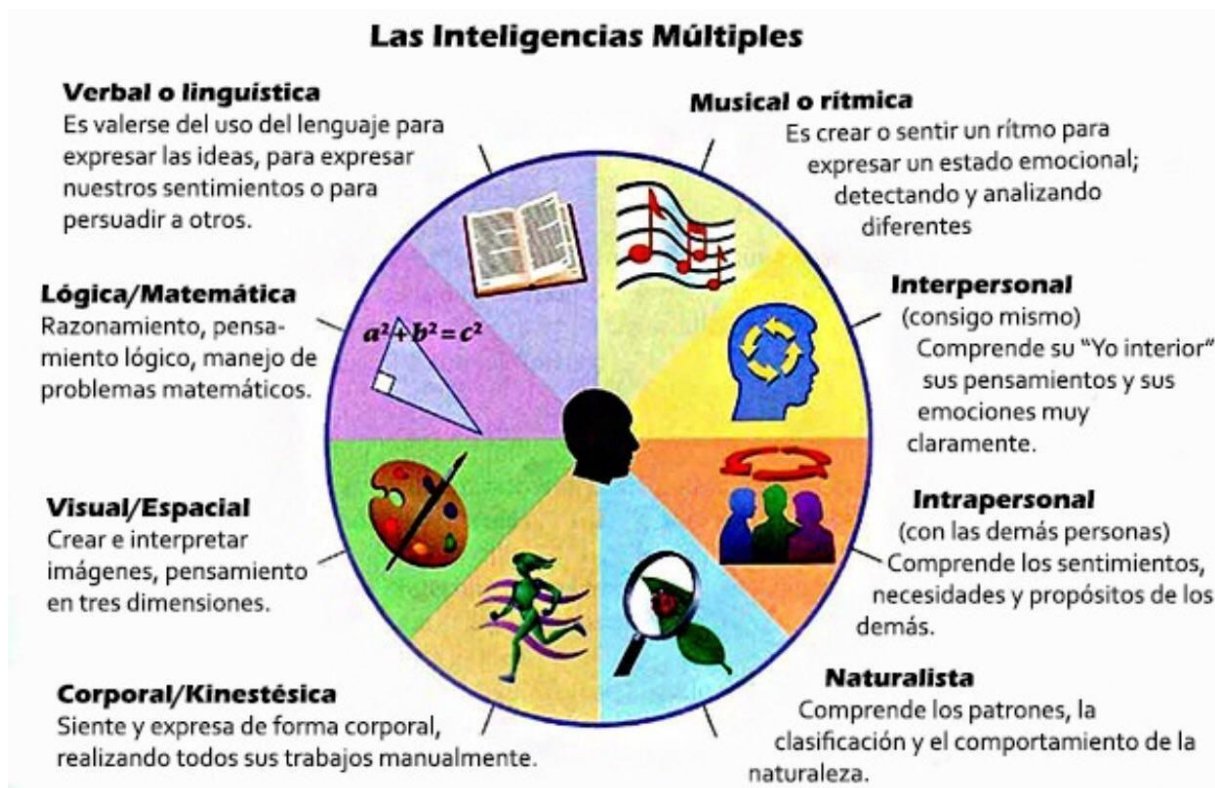 Las Inteligencias Múltiples
Verbal o linguística
Es valerse del uso del lenguaje para
expresar las ideas, para expresar
nuestros sentimientos o para
persuadir a otros.
Musical o rítmica
Es crear o sentir un rítmo para
expresar un estado emocional;
detectando y analizando
diferentes
Lógica/Matemática
Razonamiento, pensa-
miento lógico, manejo de
problemas matemáticos.
a² + b² = c²
Interpersonal
(consigo mismo)
Comprende su “Yo interior”
sus pensamientos y sus
emociones muy
claramente.
Visual/Espacial
Crear e interpretar
imágenes, pensamiento
en tres dimensiones.
Intrapersonal
(con las demás personas)
Comprende los sentimientos,
necesidades y propósitos de los
demás.
Corporal/Kinestésica
Siente y expresa de forma corporal,
realizando todos sus trabajos manualmente.
Naturalista
Comprende los patrones, la
clasificación y el comportamiento de la
naturaleza.